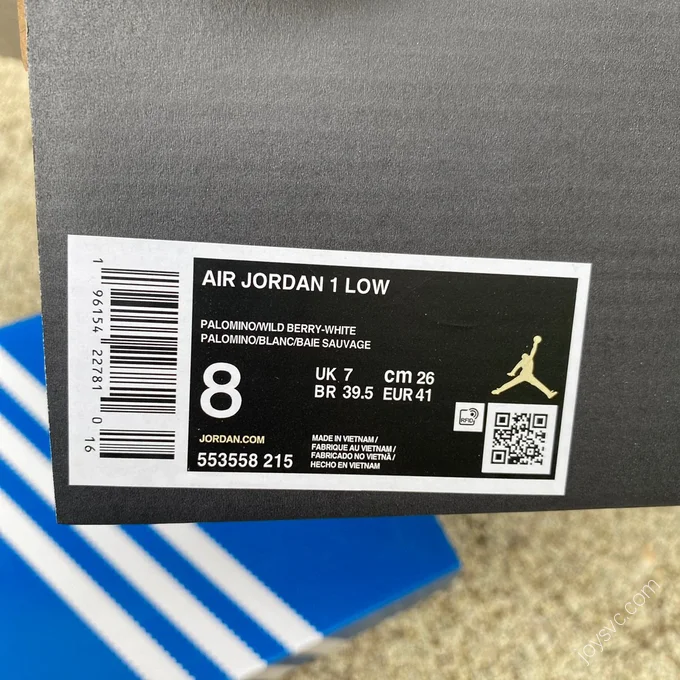 AIR JORDAN 1 LOW
PALOMINO/WILD BERRY-WHITE
PALOMINO/BLANC/BAIE SAUVAGE
8
UK 7 cm 26
BR 39.5 EUR 41
JORDAN.COM
553558 215
MADE IN VIETNAM /
FABRIQUE AU VIETNAM /
FABRICADO NO VIETNÃ /
HECHO EN VIETNAM
RFID
1 96154 22781 0 16
joysvc.com